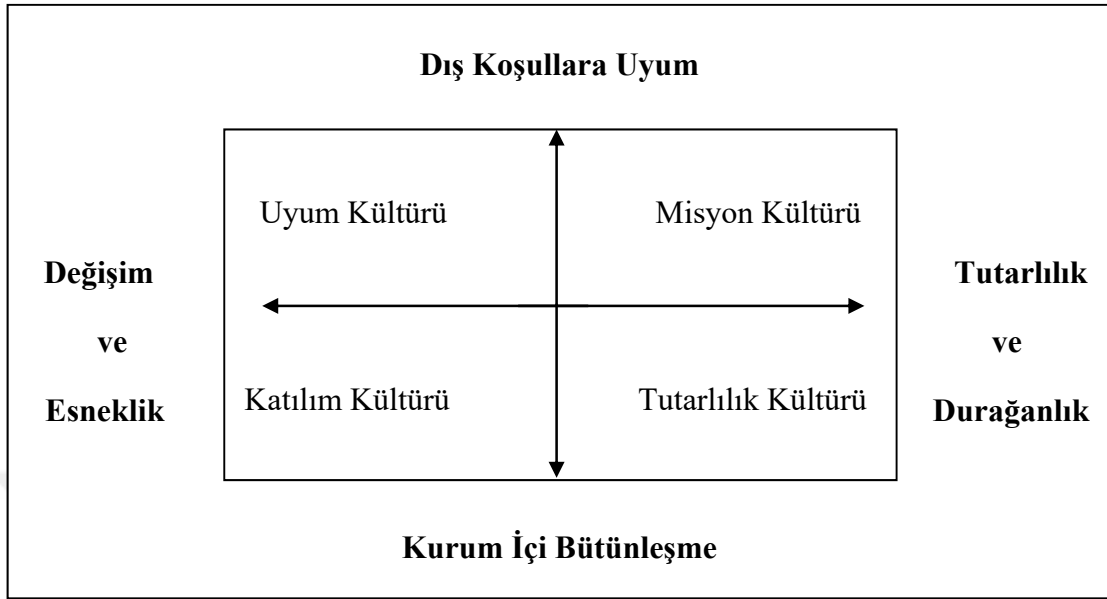 Dış Koşullara Uyum
Uyum Kültürü
Misyon Kültürü
Değişim
ve
Esneklik
Tutarlılık
ve
Durağanlık
Katılım Kültürü
Tutarlılık Kültürü
Kurum İçi Bütünleşme